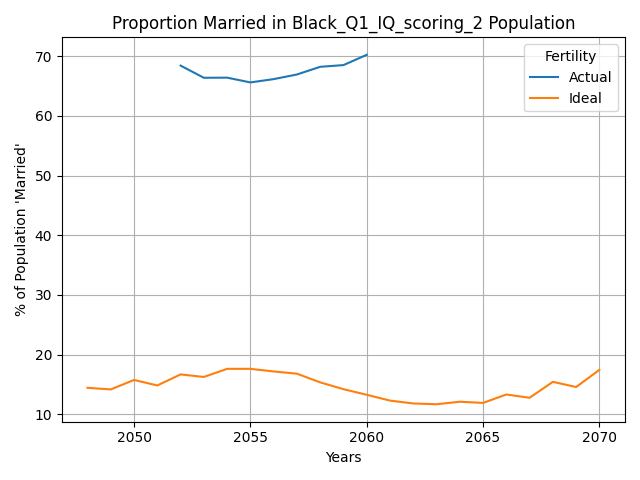 Proportion Married in Black_Q1_IQ_scoring_2 Population
Fertility
Actual
Ideal
% of Population 'Married'
70
60
50
40
30
20
10
2050
2055
2060
2065
2070
Years